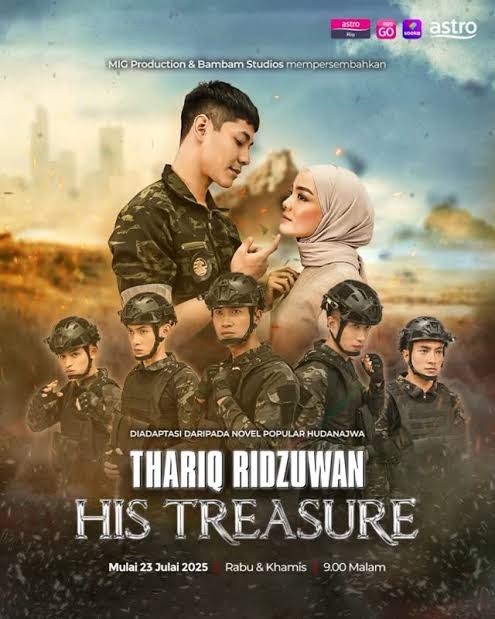 astro
Ria
GO
sooka
astro
MIG Production & Bambam Studios mempersembahkan
DIADAPTASI DARIPADA NOVEL POPULAR HUDANAJWA
THARIQ RIDZUWAN
HIS TREASURE
Mulai 23 Julai 2025 | Rabu & Khamis | 9.00 Malam